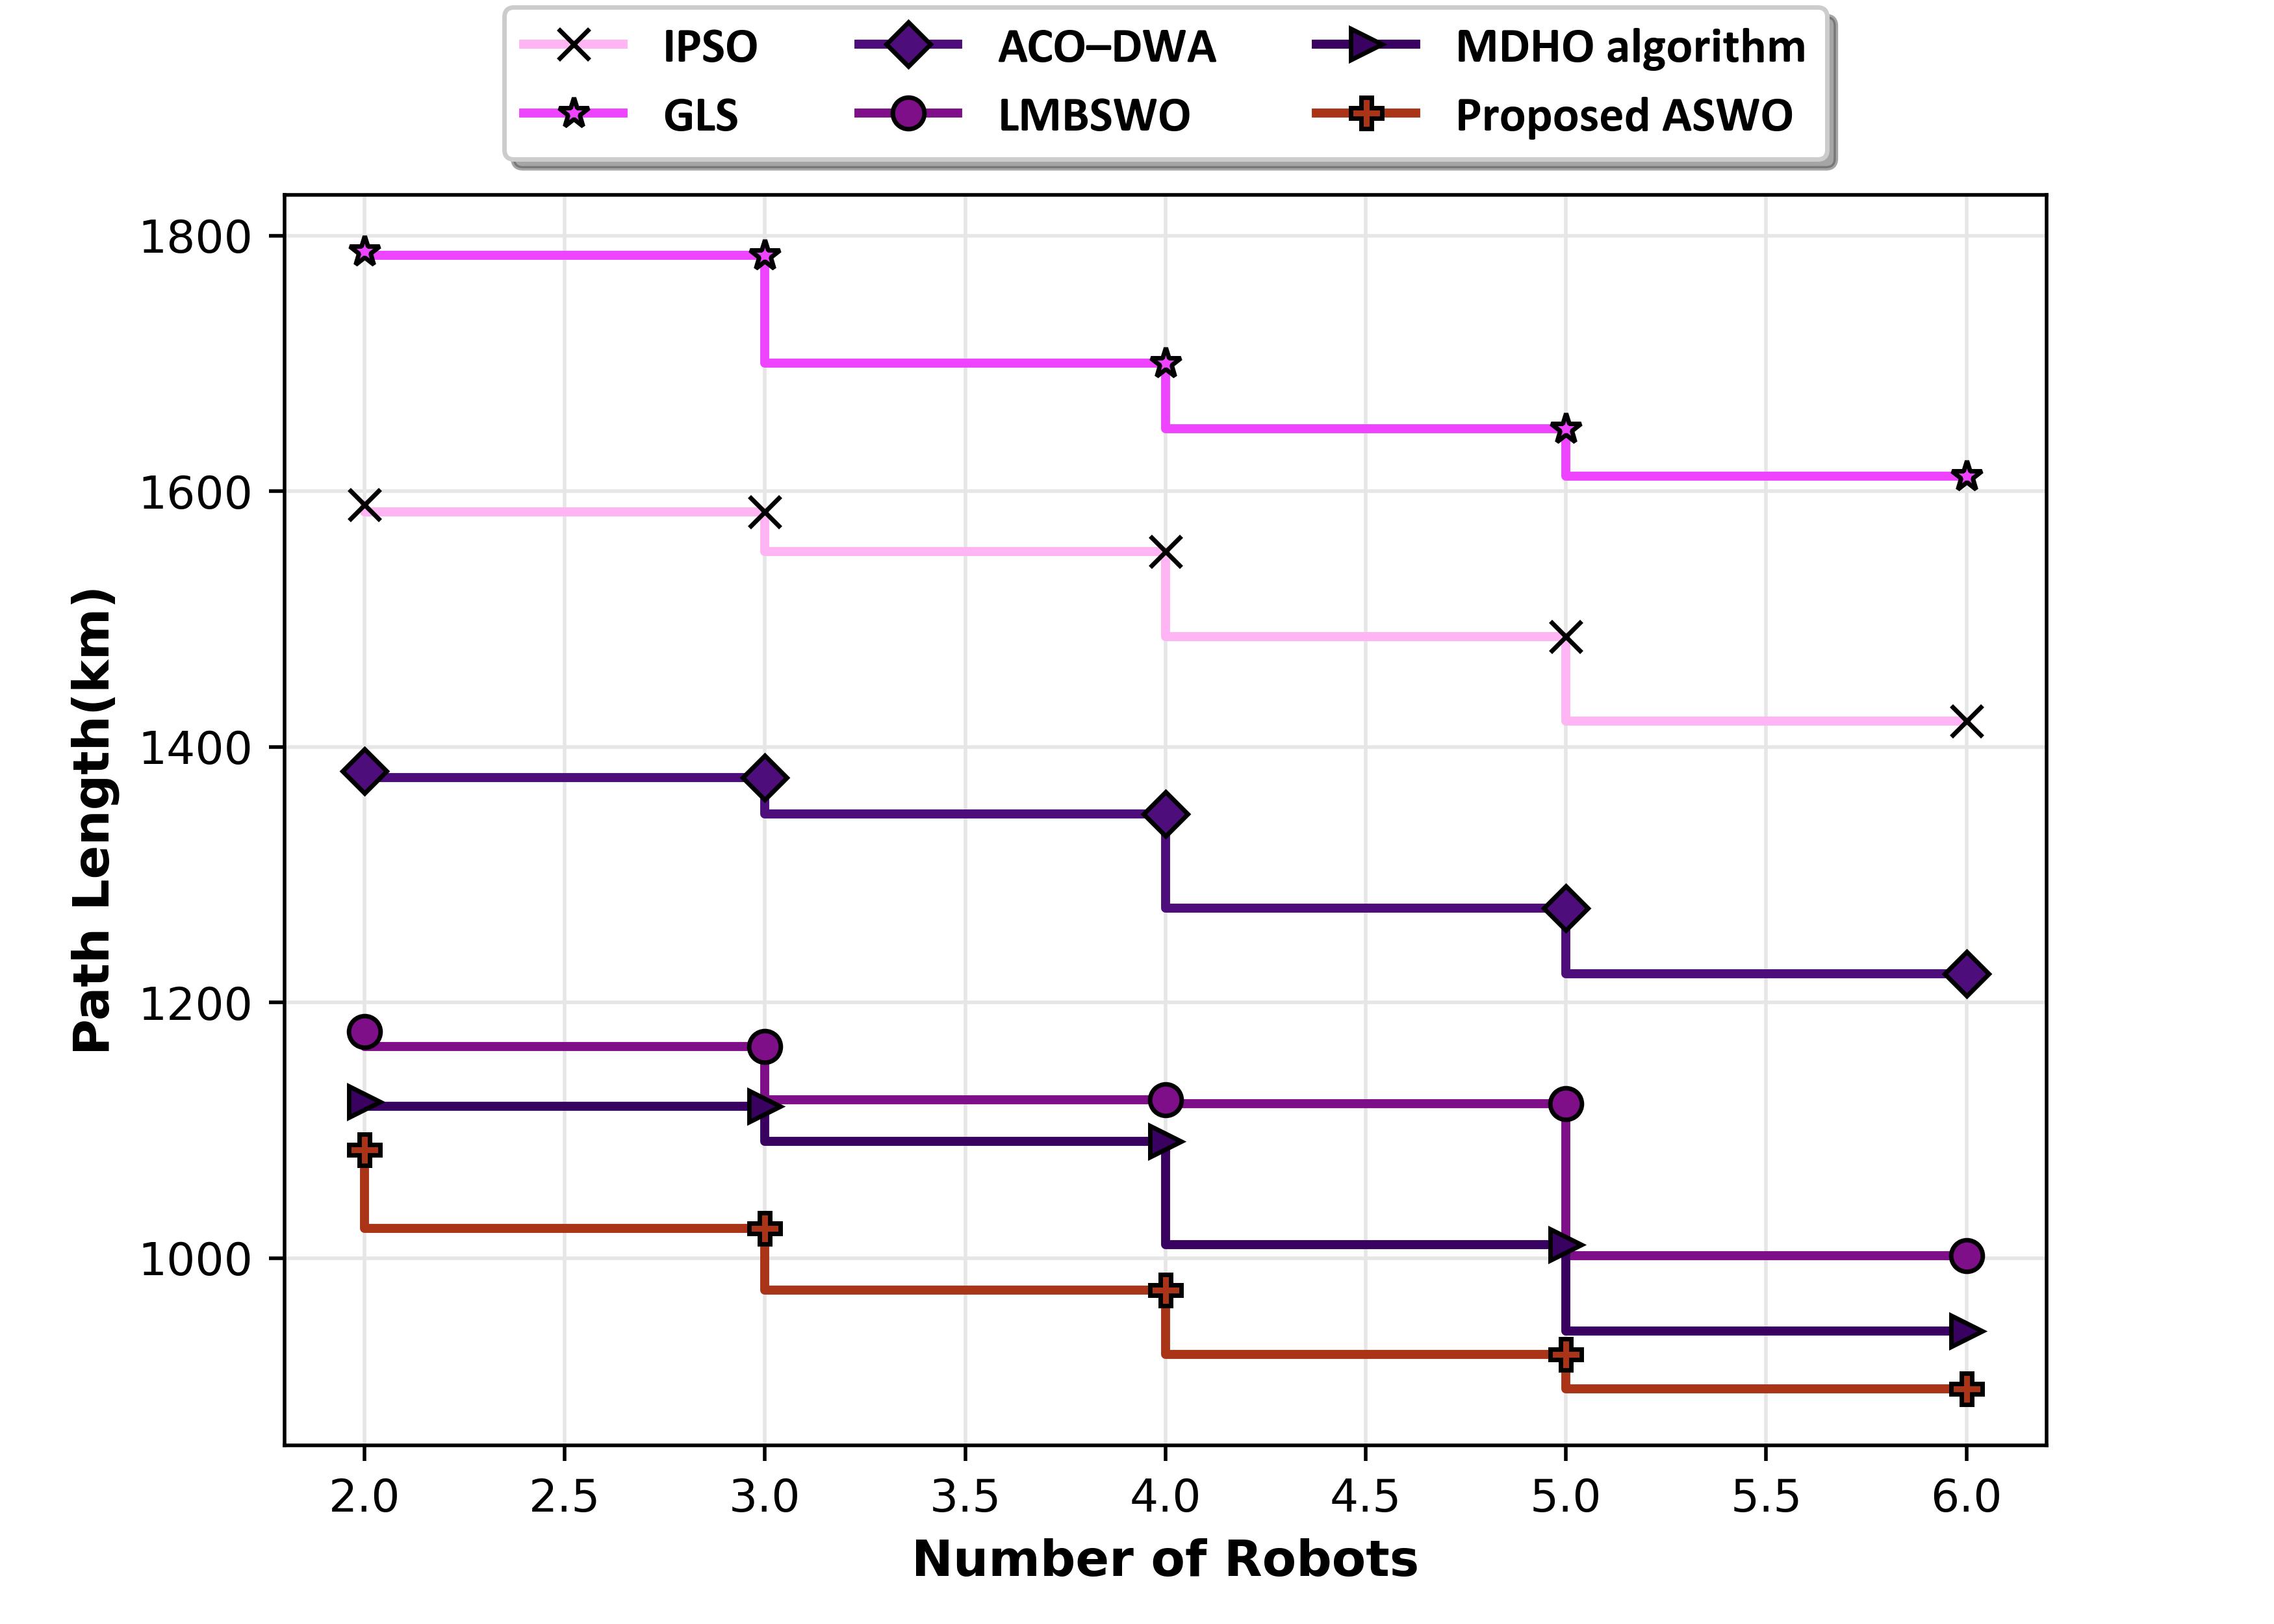 IPSO
ACO–DWA
MDHO algorithm
GLS
LMBSWO
Proposed ASWO
1800
1600
1400
1200
1000
Path Length(km)
2.0 2.5 3.0 3.5 4.0 4.5 5.0 5.5 6.0
Number of Robots